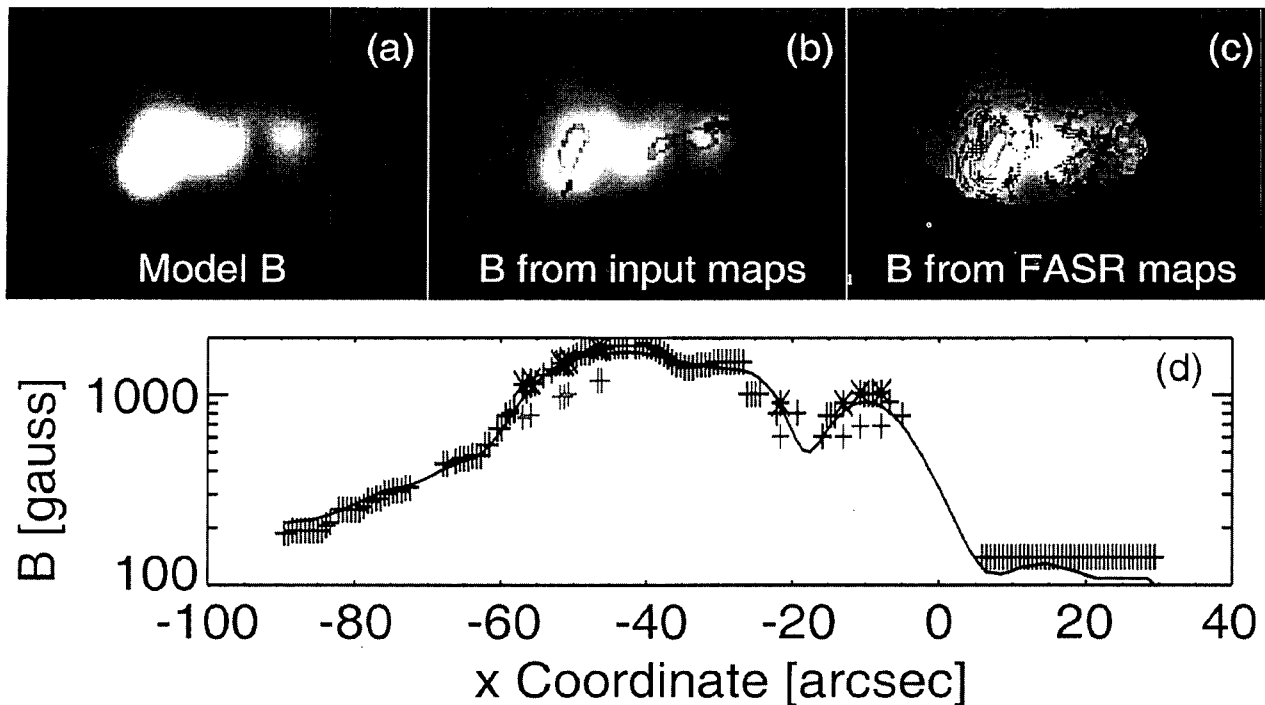 (a)
(b)
(c)
Model B
B from input maps
B from FASR maps
(d)
B [gauss]
1000
100
-100 -80 -60 -40 -20 0 20 40
x Coordinate [arcsec]